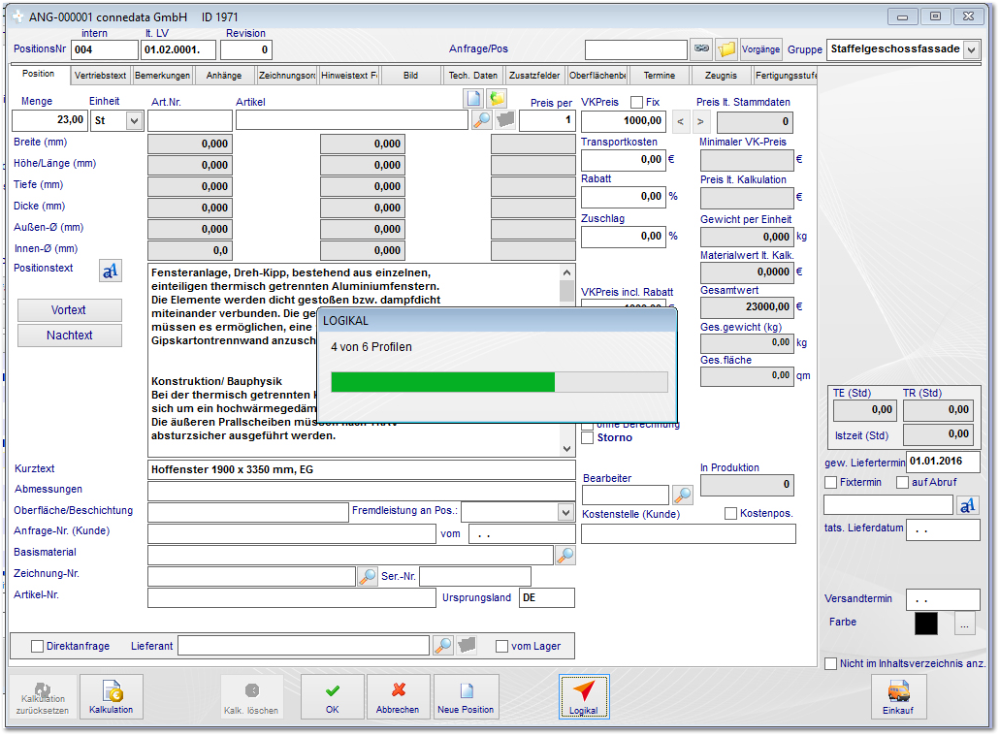 ANG-000001 connedata GmbH ID 1971
intern lt. LV Revision
PositionsNr 004 01.02.0001. 0 Anfrage/Pos Vorgänge Gruppe Staffelgeschossfassade
Position Vertriebstext Bemerkungen Anhänge Zeichnungsord Hinweistext Fe Bild Tech. Daten Zusatzfelder Oberflächenbe Termine Zeugnis Fertigungsstufe
Menge Einheit Art.Nr. Artikel Preis per VKPreis Fix Preis lt. Stammdaten
23,00 St 1 1000,00 < > 0
Breite (mm) 0,000 0,000 Transportkosten Minimaler VK-Preis
Höhe/Länge (mm) 0,000 0,000 0,00 € €
Tiefe (mm) 0,000 0,000 Rabatt Preis lt. Kalkulation
0,00 % €
Dicke (mm) 0,000 0,000
Zuschlag Gewicht per Einheit
Außen-Ø (mm) 0,000 0,000 0,00 % 0,000 kg
Innen-Ø (mm) 0,0 0,000 Materialwert lt. Kalk.
Positionstext aA 0,0000 €
Fensteranlage, Dreh-Kipp, bestehend aus einzelnen,
einteiligen thermisch getrennten Aluminiumfenstern.
Die Elemente werden dicht gestoßen bzw. dampfdicht
miteinander verbunden. Die ge
müssen es ermöglichen, eine
Gipskartontrennwand anzusch
Konstruktion/ Bauphysik
Bei der thermisch getrennten k
sich um ein hochwärmegedäm
Die äußeren Prallscheiben müssen nach TRAV
absturzsicher ausgeführt werden.
Vortext
Nachtext
VKPreis incl. Rabatt Gesamtwert
1000,00 € 23000,00 €
LOGIKAL
4 von 6 Profilen
Ges.gewicht (kg)
0,00 kg
Ges.fläche
0,00 qm
ohne Berechnung
Storno
TE (Std) TR (Std)
0,00 0,00
Istzeit (Std) 0,00
gew. Liefertermin 01.01.2016
Fixtermin auf Abruf
aA
tats. Lieferdatum . .
Kurztext Hoffenster 1900 x 3350 mm, EG
Abmessungen
Bearbeiter In Produktion
0
Oberfläche/Beschichtung Fremdleistung an Pos.: Kostenstelle (Kunde) Kostenpos.
Anfrage-Nr. (Kunde) vom . .
Basismaterial
Zeichnung-Nr. Ser.-Nr.
Artikel-Nr. Ursprungsland DE
Versandtermin . .
Farbe ...
Direktanfrage Lieferant vom Lager
Nicht im Inhaltsverzeichnis anz.
Kalkulation
zurücksetzen
Kalkulation
Kalk. löschen
OK
Abbrechen
Neue Position
Logikal
Einkauf